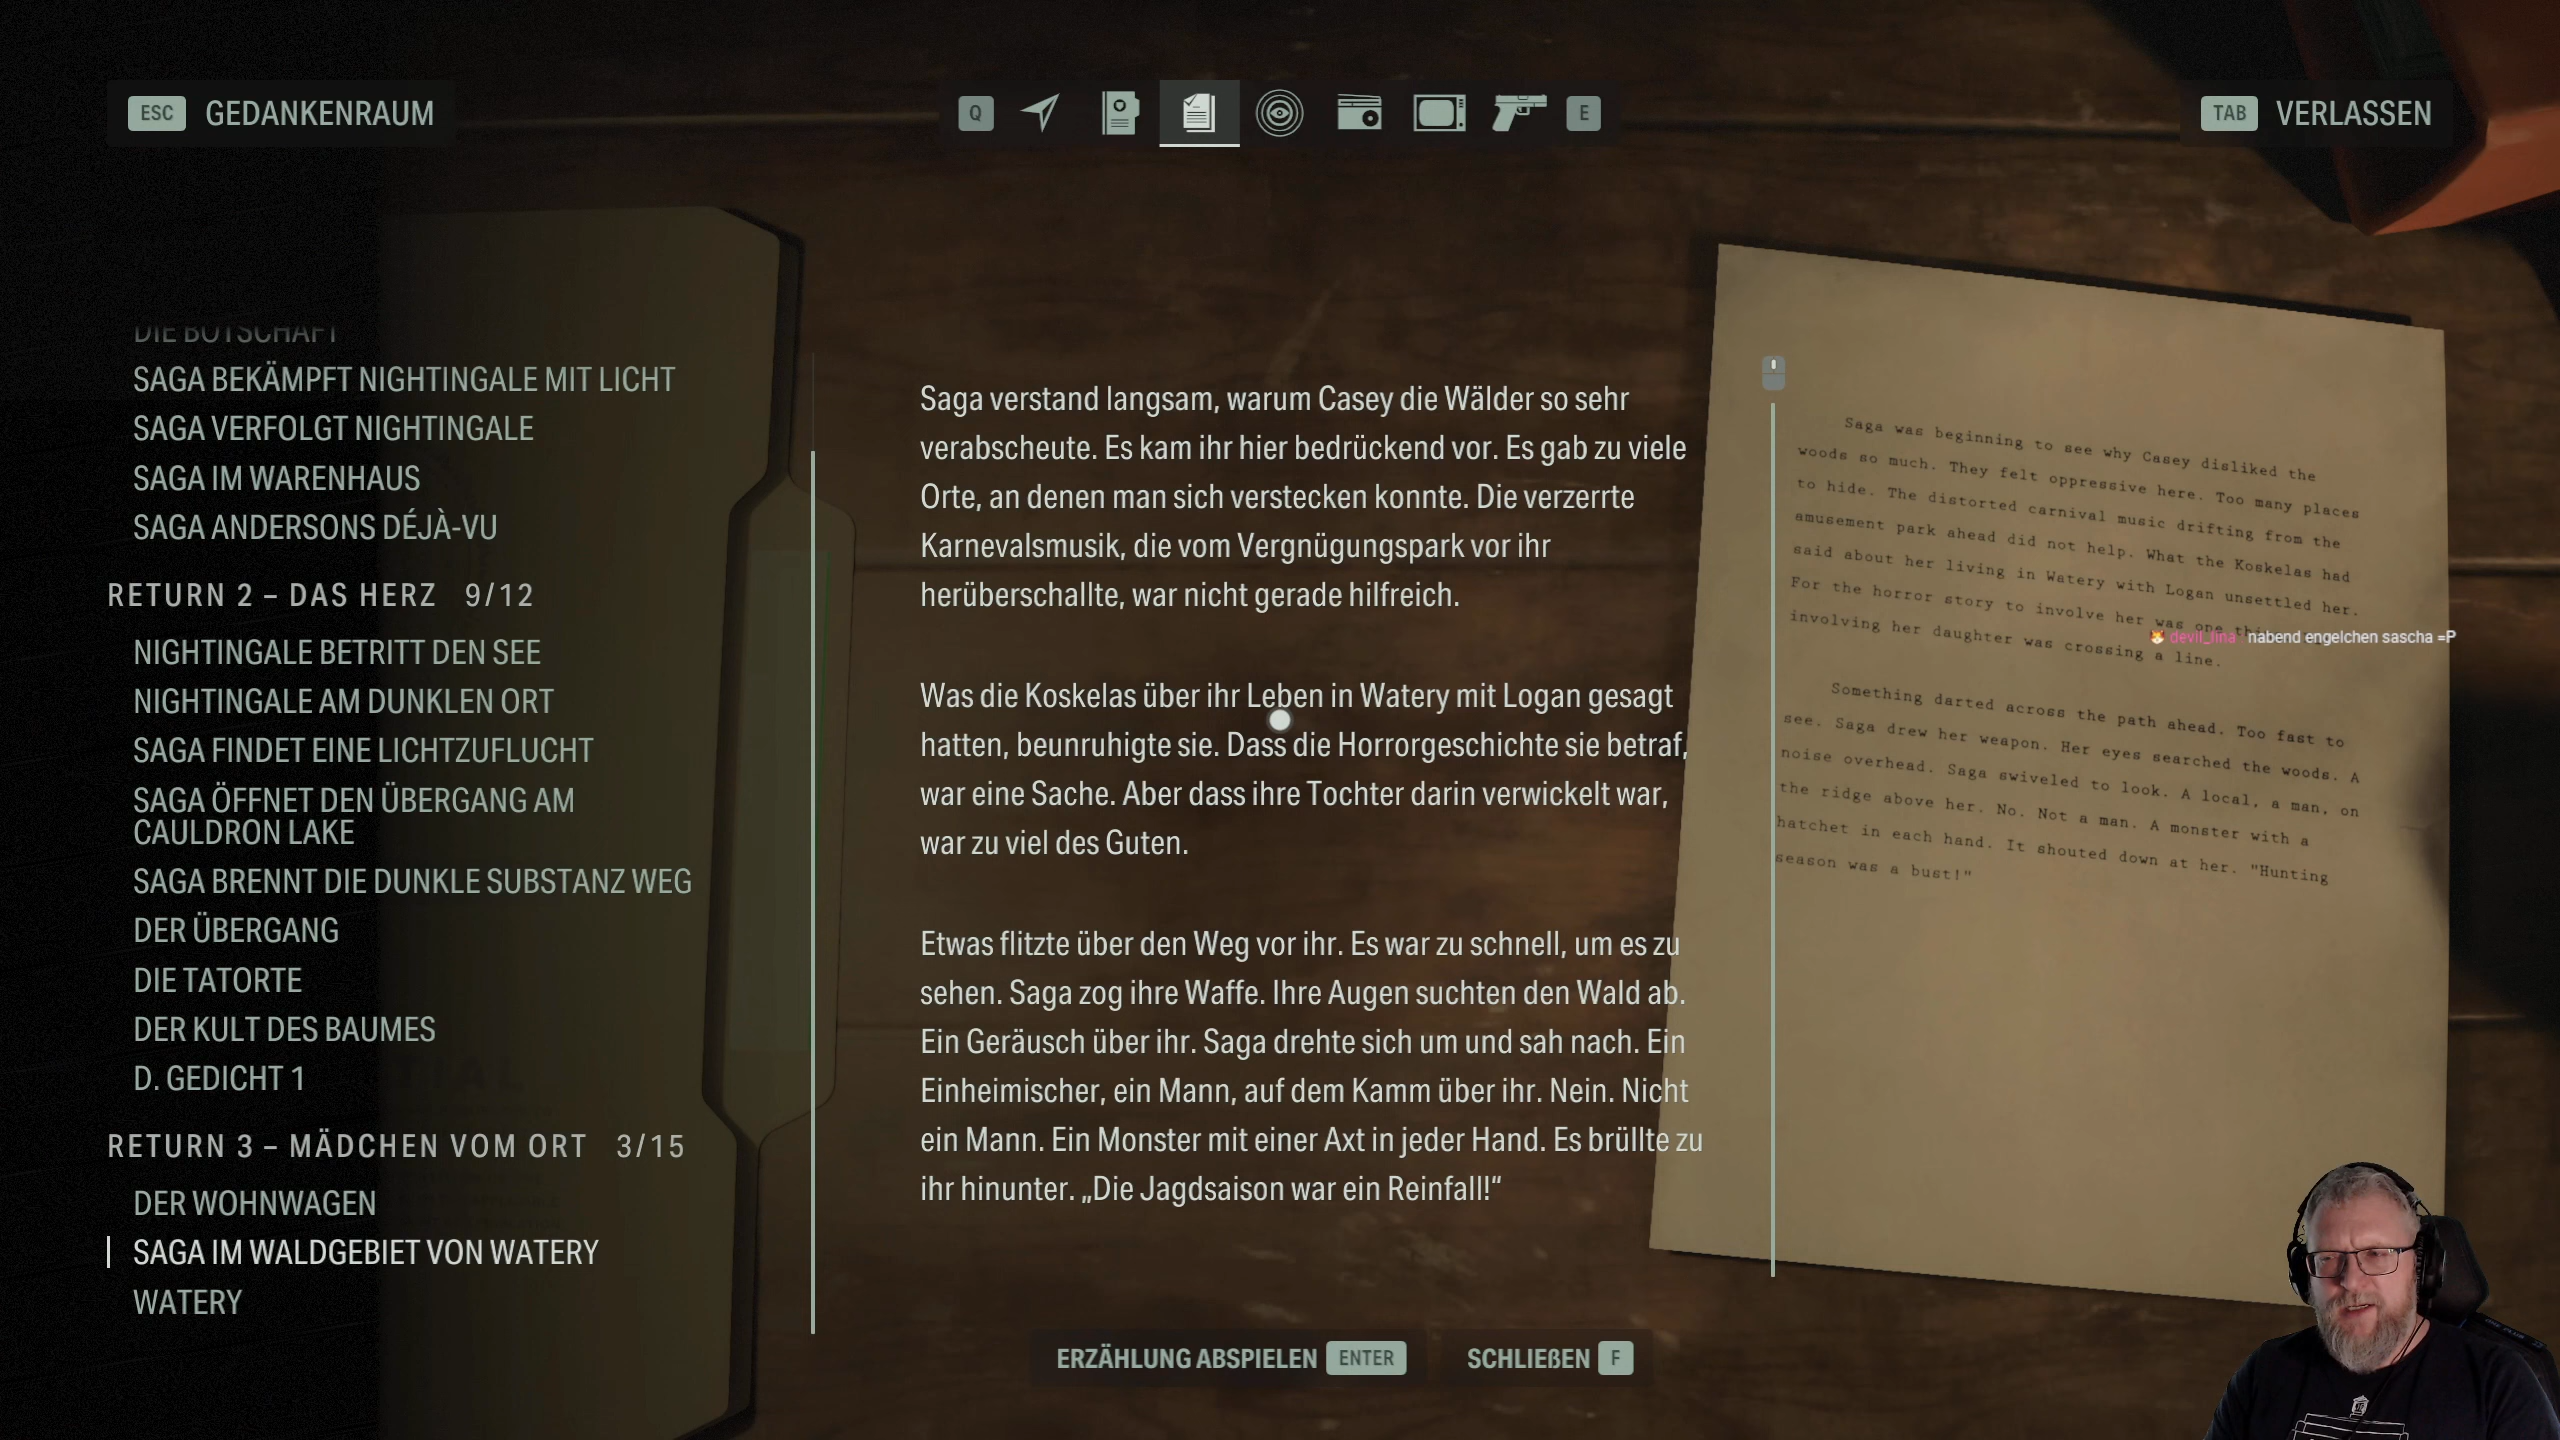 ESC GEDANKENRAUM
Q
E
TAB VERLASSEN
DIE BOTSCHAFT
SAGA BEKÄMPFT NIGHTINGALE MIT LICHT
SAGA VERFOLGT NIGHTINGALE
SAGA IM WARENHAUS
SAGA ANDERSONS DÉJÀ-VU
RETURN 2 – DAS HERZ 9/12
NIGHTINGALE BETRITT DEN SEE
NIGHTINGALE AM DUNKLEN ORT
SAGA FINDET EINE LICHTZUFLUCHT
SAGA ÖFFNET DEN ÜBERGANG AM
CAULDRON LAKE
SAGA BRENNT DIE DUNKLE SUBSTANZ WEG
DER ÜBERGANG
DIE TATORTE
DER KULT DES BAUMES
D. GEDICHT 1
RETURN 3 – MÄDCHEN VOM ORT 3/15
DER WOHNWAGEN
SAGA IM WALDGEBIET VON WATERY
WATERY
Saga verstand langsam, warum Casey die Wälder so sehr
verabscheute. Es kam ihr hier bedrückend vor. Es gab zu viele
Orte, an denen man sich verstecken konnte. Die verzerrte
Karnevalsmusik, die vom Vergnügungspark vor ihr
herüberschallte, war nicht gerade hilfreich.
Was die Koskelas über ihr Leben in Watery mit Logan gesagt
hatten, beunruhigte sie. Dass die Horrorgeschichte sie betraf,
war eine Sache. Aber dass ihre Tochter darin verwickelt war,
war zu viel des Guten.
Etwas flitzte über den Weg vor ihr. Es war zu schnell, um es zu
sehen. Saga zog ihre Waffe. Ihre Augen suchten den Wald ab.
Ein Geräusch über ihr. Saga drehte sich um und sah nach. Ein
Einheimischer, ein Mann, auf dem Kamm über ihr. Nein. Nicht
ein Mann. Ein Monster mit einer Axt in jeder Hand. Es brüllte zu
ihr hinunter. „Die Jagdsaison war ein Reinfall!“
Saga was beginning to see why Casey disliked the
woods so much. They felt oppressive here. Too many places
to hide. The distorted carnival music drifting from the
amusement park ahead did not help. What the Koskelas had
said about her living in Watery with Logan unsettled her.
For the horror story to involve her was one
involving her daughter was crossing a line.
devil_lina nabend engelchen sascha =P
Something darted across the path ahead. Too fast to
see. Saga drew her weapon. Her eyes searched the woods. A
noise overhead. Saga swiveled to look. A local, a man, on
the ridge above her. No. Not a man. A monster with a
hatchet in each hand. It shouted down at her. "Hunting
season was a bust!"
ERZÄHLUNG ABSPIELEN ENTER
SCHLIEßEN F